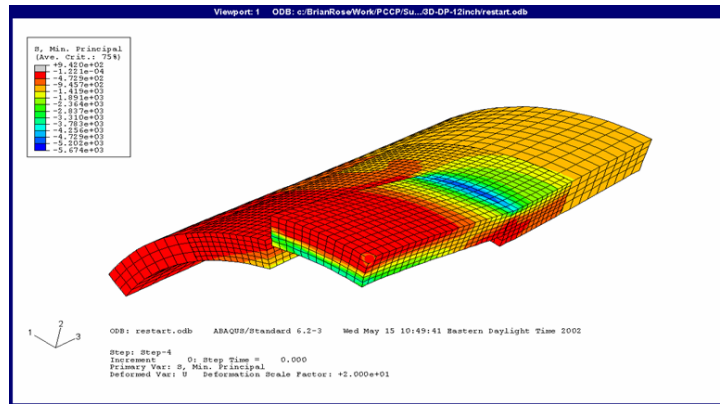 Viewport: 1 ODB: c:/BrianRose/Work/PCCP/Su.../3D-DP-12inch/restart.odb
S, Min. Principal
(Ave. Crit.: 75%)
+9.420e+02
-1.221e-04
-4.729e+02
-9.457e+02
-1.419e+03
-1.891e+03
-2.364e+03
-2.837e+03
-3.310e+03
-3.783e+03
-4.256e+03
-4.729e+03
-5.202e+03
-5.674e+03
2
1
3
ODB: restart.odb ABAQUS/Standard 6.2-3 Wed May 15 10:49:41 Eastern Daylight Time 2002
Step: Step-4
Increment 0: Step Time = 0.000
Primary Var: S, Min. Principal
Deformed Var: U Deformation Scale Factor: +2.000e+01